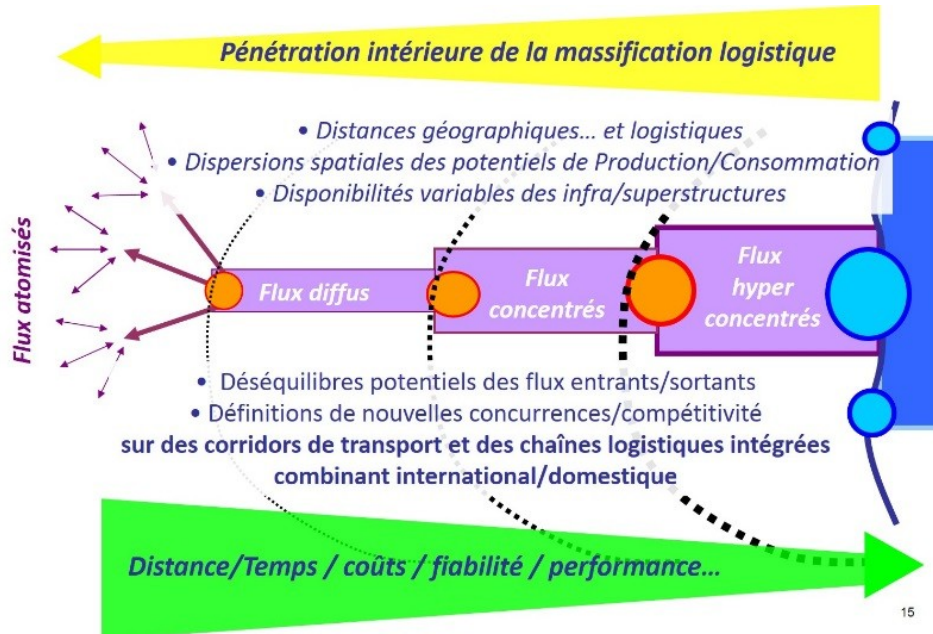 Pénétration intérieure de la massification logistique
• Distances géographiques… et logistiques
• Dispersions spatiales des potentiels de Production/Consommation
• Disponibilités variables des infra/superstructures
Flux atomisés
Flux diffus
Flux
concentrés
Flux
hyper
concentrés
• Déséquilibres potentiels des flux entrants/sortants
• Définitions de nouvelles concurrences/compétitivité
sur des corridors de transport et des chaînes logistiques intégrées
combinant international/domestique
Distance/Temps / coûts / fiabilité / performance…
15